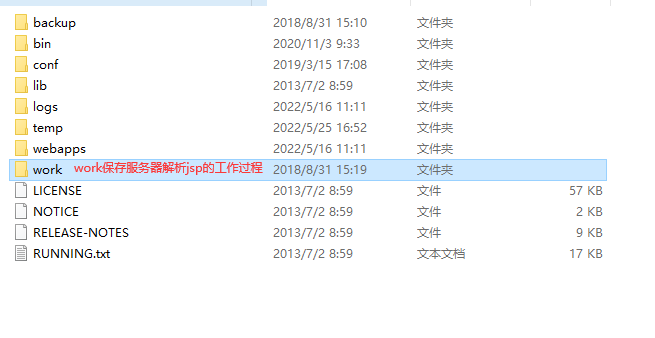 backup 2018/8/31 15:10 文件夹
bin 2020/11/3 9:33 文件夹
conf 2019/3/15 17:08 文件夹
lib 2013/7/2 8:59 文件夹
logs 2022/5/16 11:11 文件夹
temp 2022/5/25 16:52 文件夹
webapps 2022/5/16 11:11 文件夹
work work保存服务器解析jsp的工作过程 2018/8/31 15:19 文件夹
LICENSE 2013/7/2 8:59 文件 57 KB
NOTICE 2013/7/2 8:59 文件 2 KB
RELEASE-NOTES 2013/7/2 8:59 文件 9 KB
RUNNING.txt 2013/7/2 8:59 文本文档 17 KB